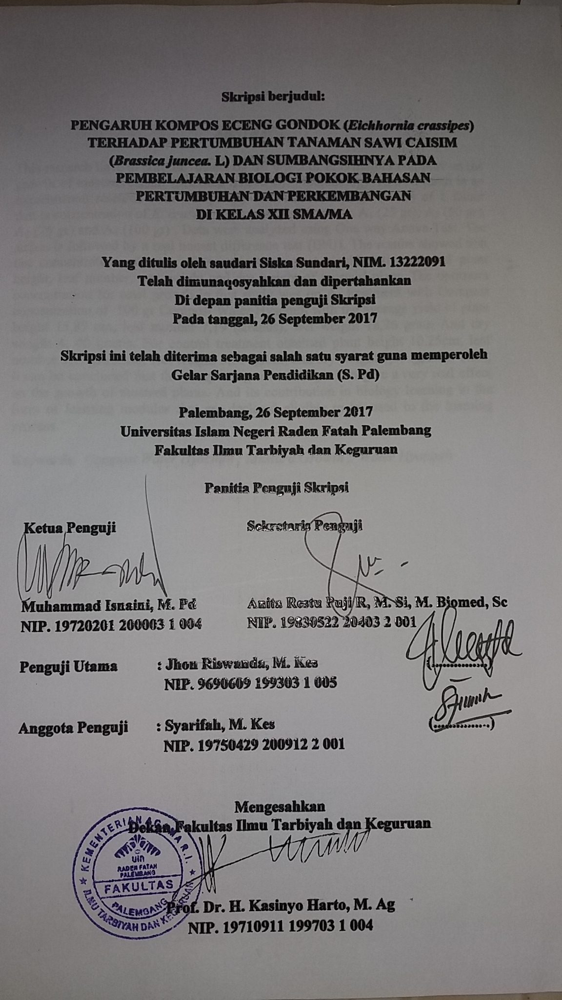 Skripsi berjudul:
PENGARUH KOMPOS ECENG GONDOK (Eichhornia crassipes)
TERHADAP PERTUMBUHAN TANAMAN SAWI CAISIM
(Brassica juncea. L) DAN SUMBANGSIHNYA PADA
PEMBELAJARAN BIOLOGI POKOK BAHASAN
PERTUMBUHAN DAN PERKEMBANGAN
DI KELAS XII SMA/MA
Yang ditulis oleh saudari Siska Sundari, NIM. 13222091
Telah dimunaqosyahkan dan dipertahankan
Di depan panitia penguji Skripsi
Pada tanggal, 26 September 2017
Skripsi ini telah diterima sebagai salah satu syarat guna memperoleh
Gelar Sarjana Pendidikan (S. Pd)
Palembang, 26 September 2017
Universitas Islam Negeri Raden Fatah Palembang
Fakultas Ilmu Tarbiyah dan Keguruan
Panitia Penguji Skripsi
Ketua Penguji Sekretaris Penguji
Muhammad Isnaini, M. Pd Anita Restu Puji R, M. Si, M. Biomed, Sc
NIP. 19720201 200003 1 004 NIP. 19830522 20403 2 001
Penguji Utama : Jhon Riswanda, M. Kes (...............)
NIP. 9690609 199303 1 005
Anggota Penguji : Syarifah, M. Kes (...............)
NIP. 19750429 200912 2 001
Mengesahkan
Dekan Fakultas Ilmu Tarbiyah dan Keguruan
KEMENTERIAN AGAMA R.I.
uin
RADEN FATAH
PALEMBANG
FAKULTAS
PALEMBANG
ILMU TARBIYAH DAN KEGURUAN
Prof. Dr. H. Kasinyo Harto, M. Ag
NIP. 19710911 199703 1 004